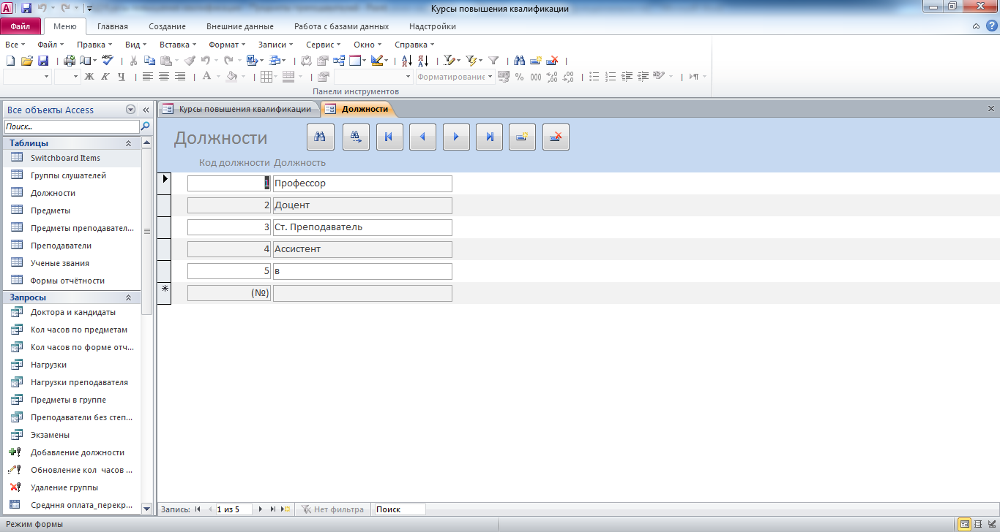 Курсы повышения квалификации
Файл Меню Главная Создание Внешние данные Работа с базами данных Надстройки
Все Файл Правка Вид Вставка Формат Записи Сервис Окно Справка
Ж К Ч Форматирование % 000
Панели инструментов
Все объекты Access
Поиск..
Таблицы
Switchboard Items
Группы слушателей
Должности
Предметы
Предметы преподавател...
Преподаватели
Ученые звания
Формы отчётности
Запросы
Доктора и кандидаты
Кол часов по предметам
Кол часов по форме отч...
Нагрузки
Нагрузки преподавателя
Предметы в группе
Преподаватели без степ...
Экзамены
Добавление должности
Обновление кол часов ...
Удаление группы
Средння оплата_перекр...
Курсы повышения квалификации Должности
Должности
Код должности Должность
1 Профессор
2 Доцент
3 Ст. Преподаватель
4 Ассистент
5 в
(№)
Запись: 1 из 5 Нет фильтра Поиск
Режим формы